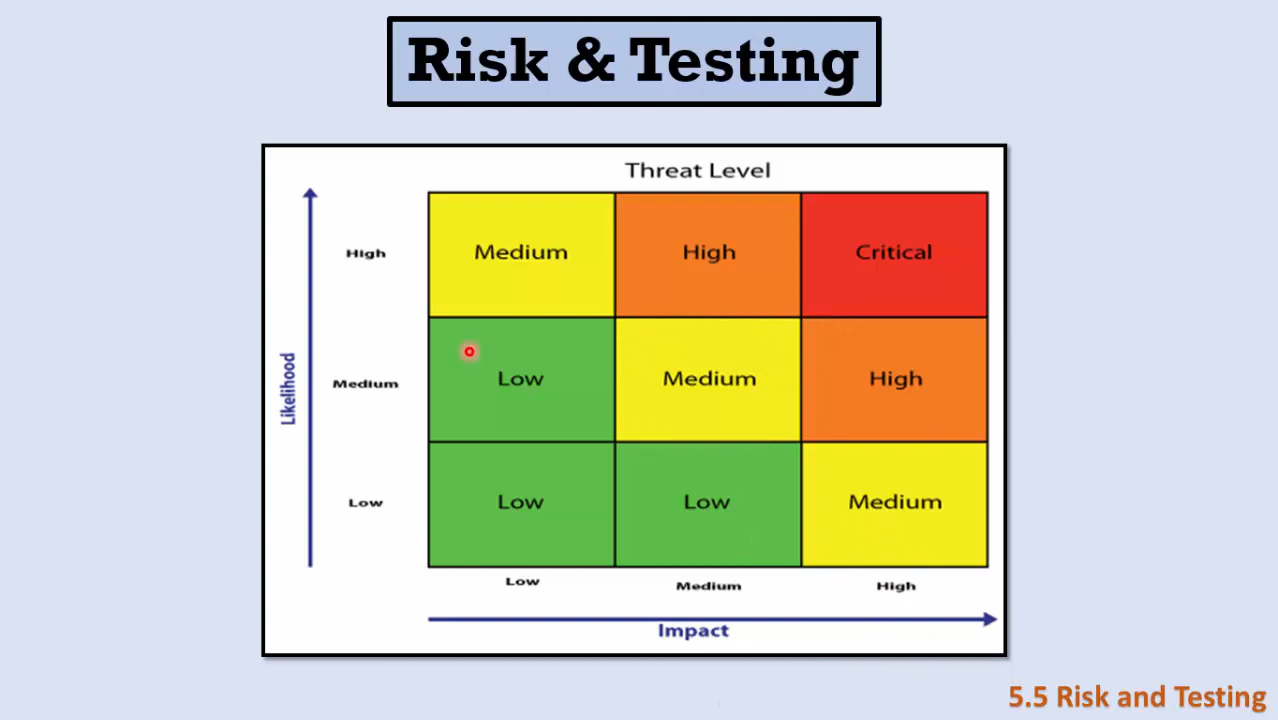 Risk & Testing
Threat Level
High Medium High Critical
Likelihood
Medium Low Medium High
Low Low Low Medium
Low Medium High
Impact
5.5 Risk and Testing